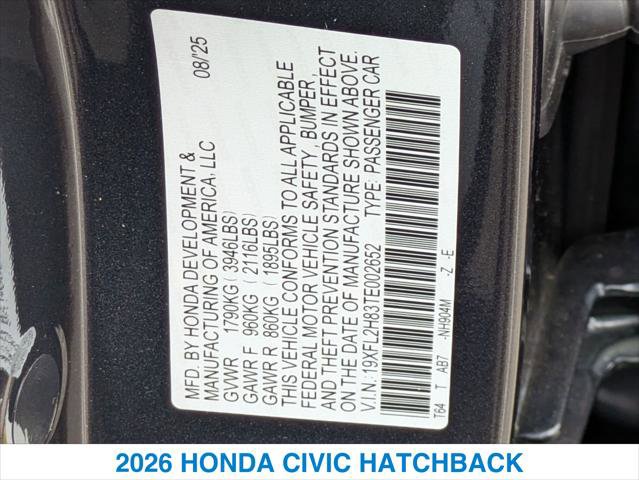 MFD. BY HONDA DEVELOPMENT & 08/25
MANUFACTURING OF AMERICA, LLC
GVWR 1790KG (3946LBS)
GAWR F 960KG (2116LBS)
GAWR R 860KG (1895LBS)
THIS VEHICLE CONFORMS TO ALL APPLICABLE
FEDERAL MOTOR VEHICLE SAFETY, BUMPER,
AND THEFT PREVENTION STANDARDS IN EFFECT
ON THE DATE OF MANUFACTURE SHOWN ABOVE.
V.I.N. 19XFL2H83TE002652 TYPE: PASSENGER CAR
T64 T AB7 -NH904M -Z -E
2026 HONDA CIVIC HATCHBACK